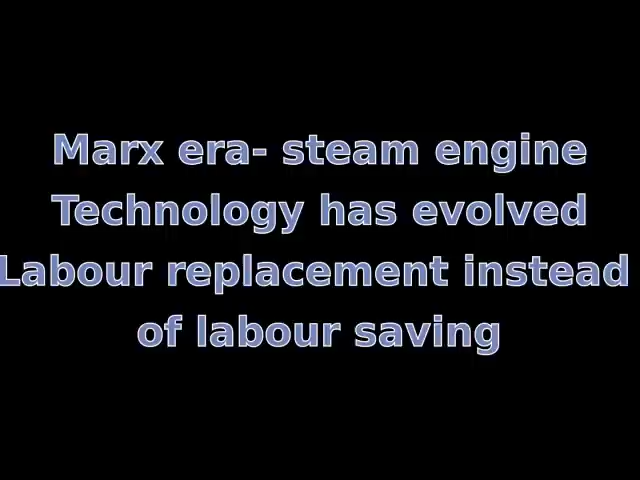 Marx era- steam engine
Technology has evolved
Labour replacement instead
of labour saving